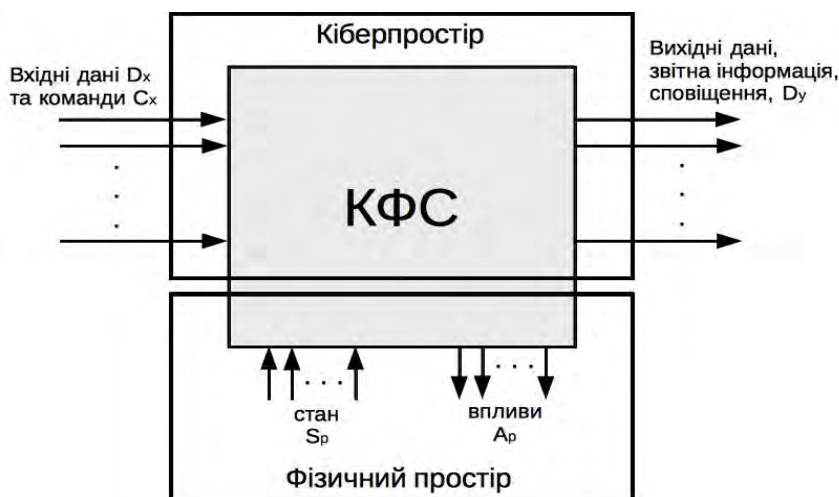 Кіберпростір
Вхідні дані Dx
та команди Cx
Вихідні дані,
звітна інформація,
сповіщення, Dy
КФС
стан
Sp
впливи
Ap
Фізичний простір